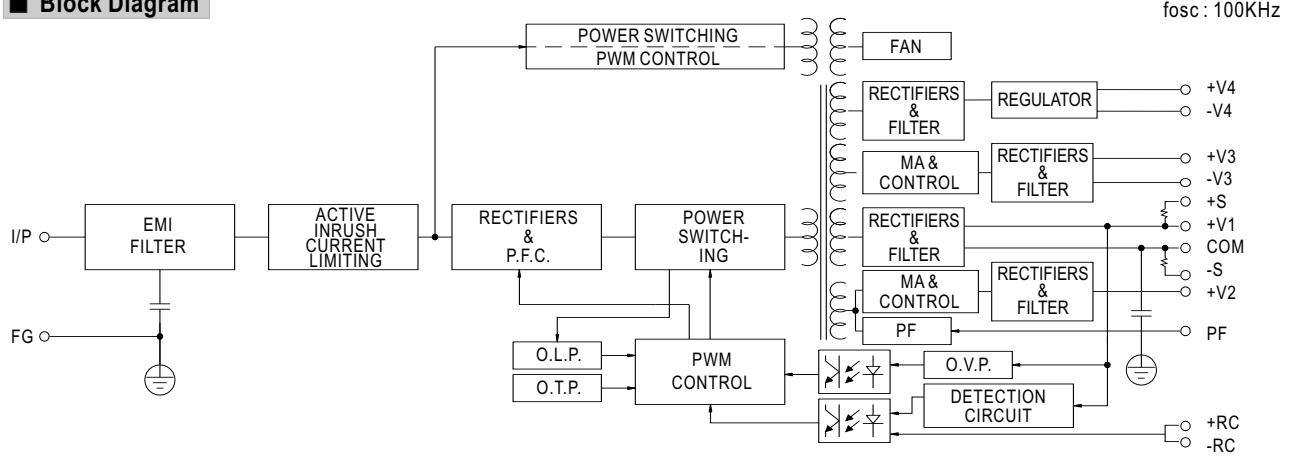 ■ Block Diagram
fosc : 100KHz
POWER SWITCHING
PWM CONTROL
FAN
RECTIFIERS
&
FILTER
REGULATOR
+V4
-V4
MA &
CONTROL
RECTIFIERS
&
FILTER
+V3
-V3
I/P
EMI
FILTER
ACTIVE
INRUSH
CURRENT
LIMITING
RECTIFIERS
&
P.F.C.
POWER
SWITCH-
ING
RECTIFIERS
&
FILTER
+S
+V1
COM
-S
MA &
CONTROL
RECTIFIERS
&
FILTER
+V2
FG
PF
PF
O.L.P.
O.T.P.
PWM
CONTROL
O.V.P.
DETECTION
CIRCUIT
+RC
-RC